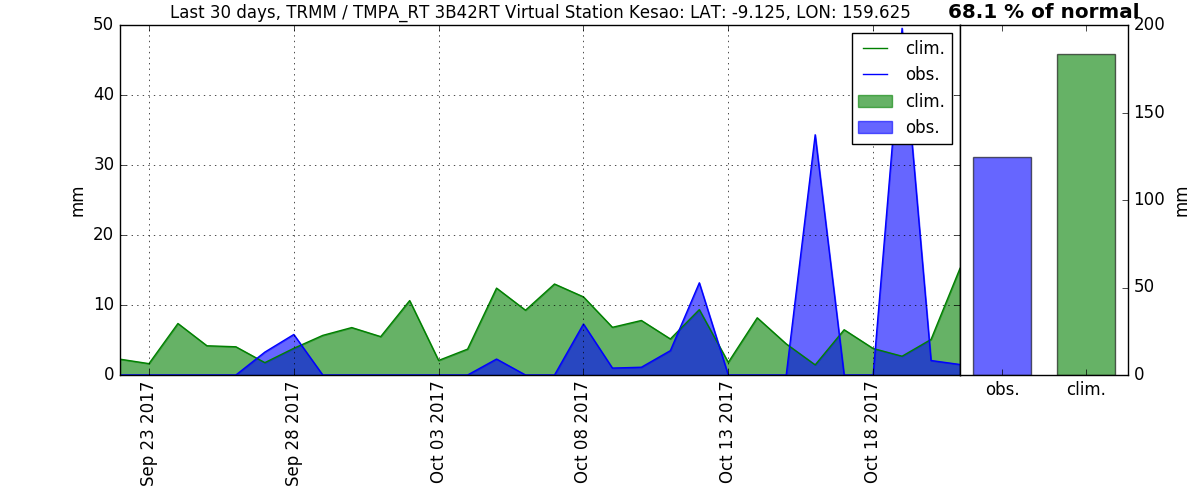 Last 30 days, TRMM / TMPA_RT 3B42RT Virtual Station Kesao: LAT: -9.125, LON: 159.625
68.1 % of normal
50
40
30
20
10
0
mm
clim.
obs.
clim.
obs.
Sep 23 2017
Sep 28 2017
Oct 03 2017
Oct 08 2017
Oct 13 2017
Oct 18 2017
200
150
100
50
0
mm
obs.
clim.